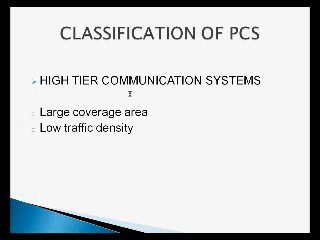 CLASSIFICATION OF PCS
HIGH TIER COMMUNICATION SYSTEMS
Large coverage area
Low traffic density